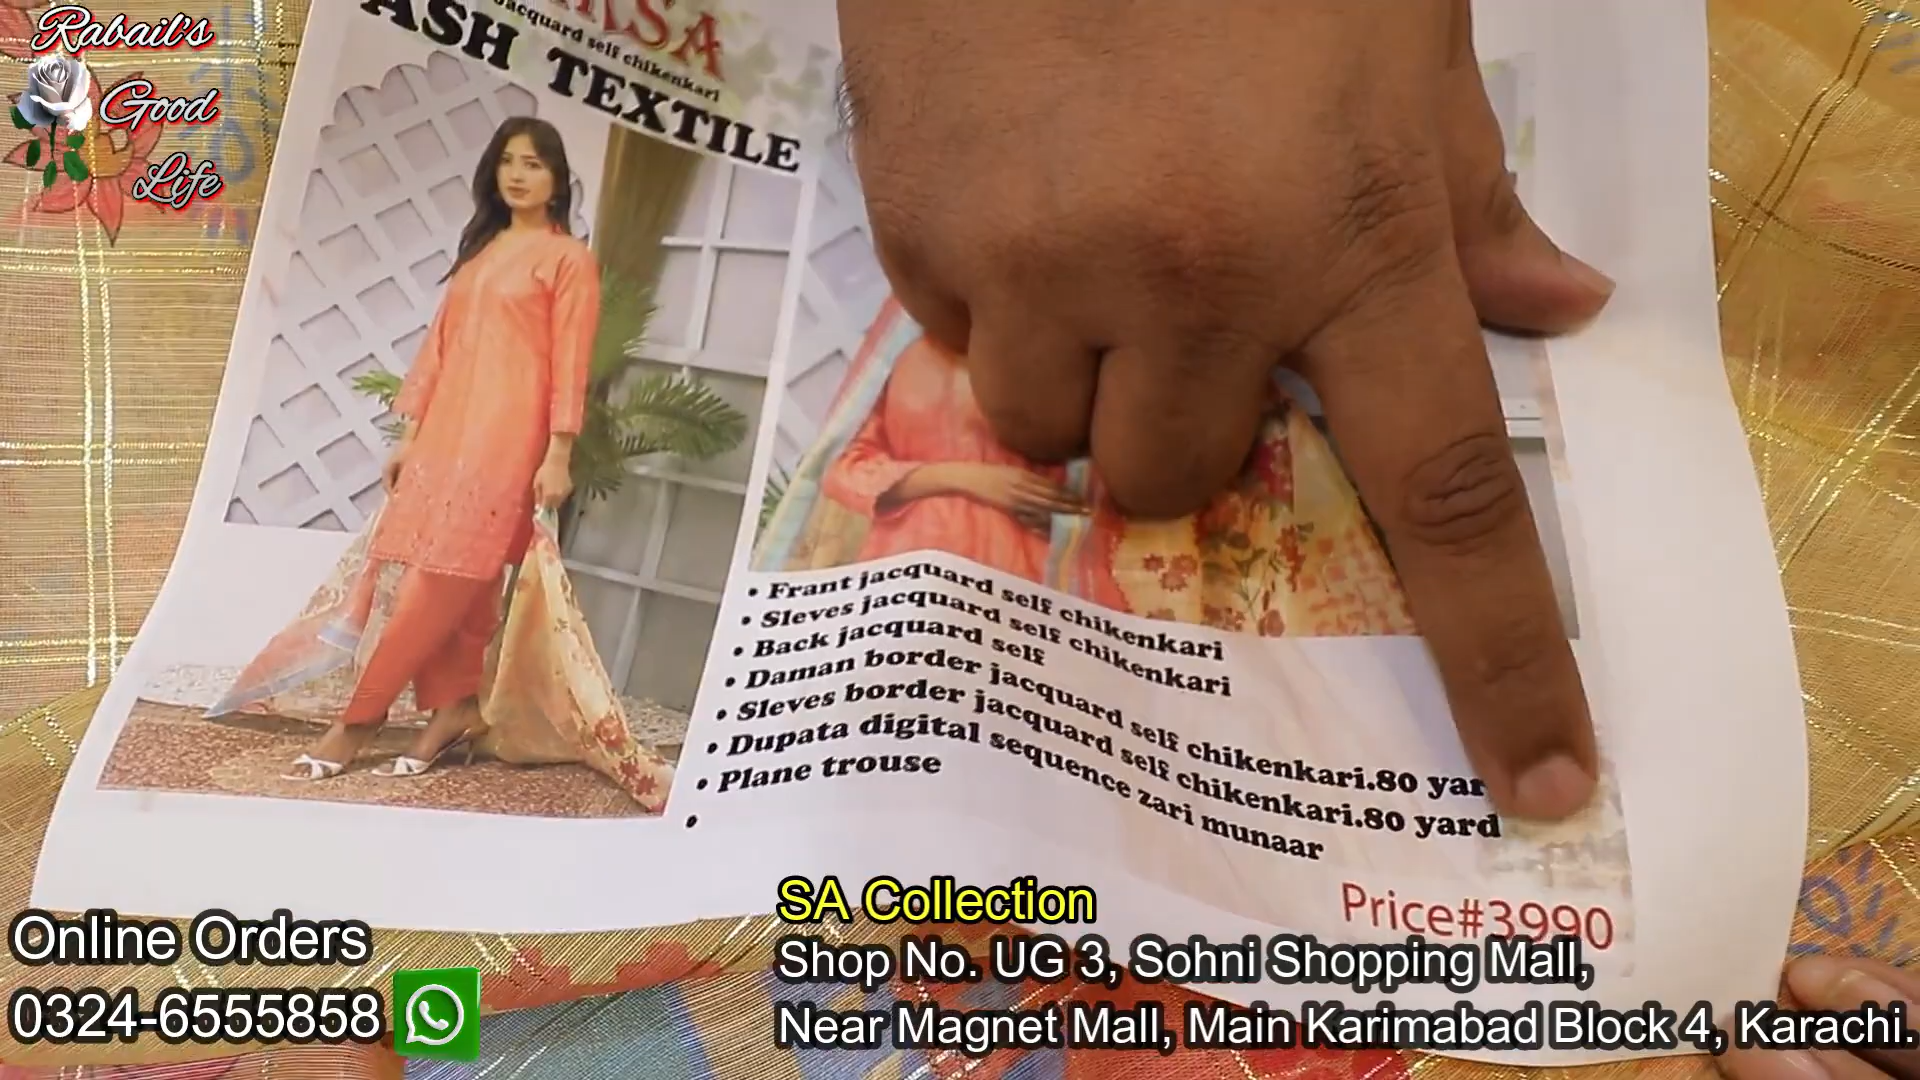 Rabail's
Good
Life
Jacquard self chikenkari
ASH TEXTILE
• Frant jacquard self chikenkari
• Sleves jacquard self chikenkari
• Back jacquard self
• Daman border jacquard self chikenkari.80 yar
• Sleves border jacquard self chikenkari.80 yard
• Dupata digital sequence zari munaar
• Plane trouse
•
Price#3990
SA Collection
Shop No. UG 3, Sohni Shopping Mall,
Near Magnet Mall, Main Karimabad Block 4, Karachi.
Online Orders
0324-6555858